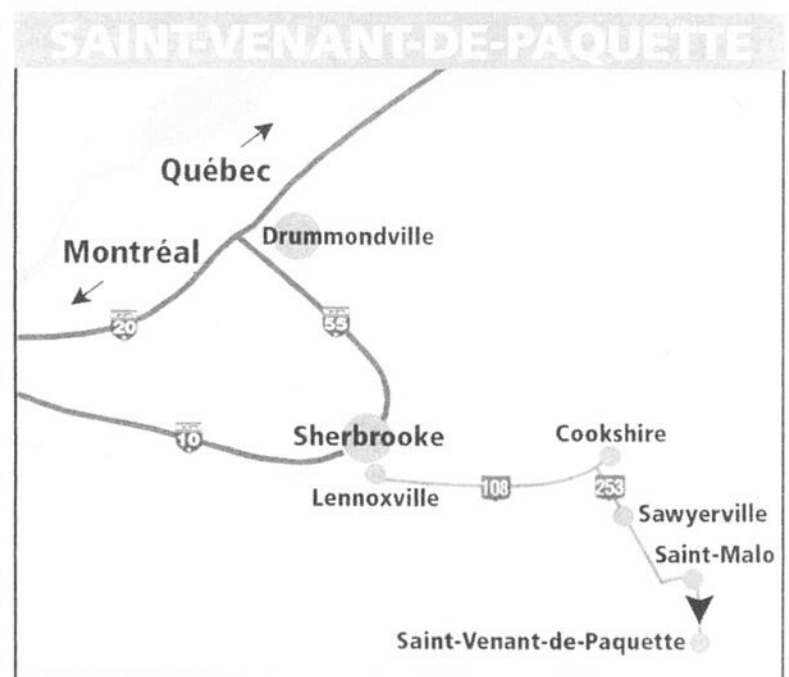 SAINT-VENANT-DE-PAQUETTE
Québec
Drummondville
Montréal
20
55
10
Sherbrooke
Cookshire
Lennoxville
108
253
Sawyerville
Saint-Malo
Saint-Venant-de-Paquette